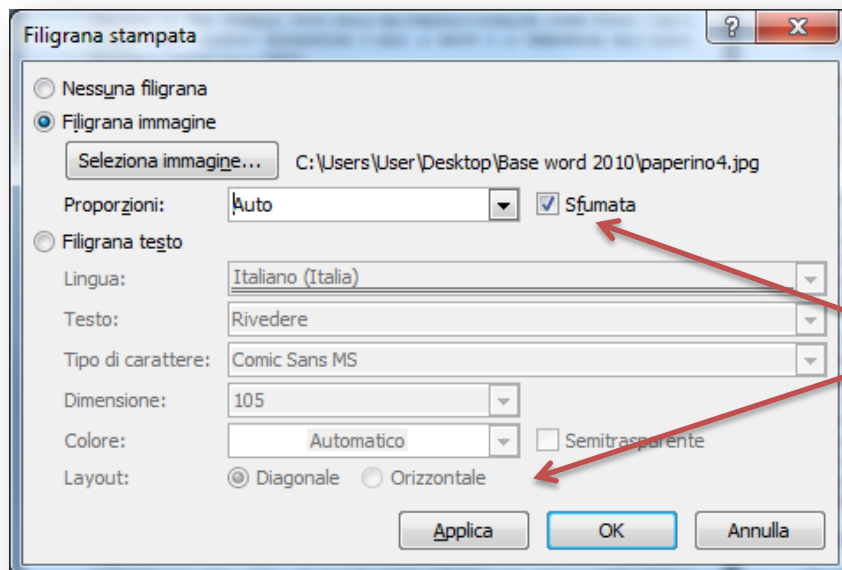 Filigrana stampata
Nessuna filigrana
Filigrana immagine
Seleziona immagine... C:\Users\User\Desktop\Base word 2010\paperino4.jpg
Proporzioni: Auto Sfumata
Filigrana testo
Lingua: Italiano (Italia)
Testo: Rivedere
Tipo di carattere: Comic Sans MS
Dimensione: 105
Colore: Automatico Semitrasparente
Layout: Diagonale Orizzontale
Applica OK Annulla